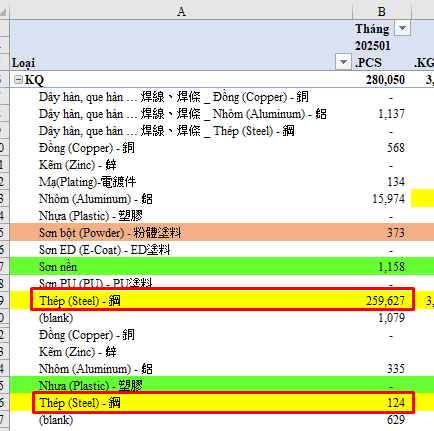 A B
Tháng
202501
Loại .PCS .KG
KQ 280,050 3,
Dây hàn, que hàn ... 焊線、焊條 _ Đồng (Copper) - 銅 -
Dây hàn, que hàn ... 焊線、焊條 _ Nhôm (Aluminum) - 鋁 1,137
Dây hàn, que hàn ... 焊線、焊條 _ Thép (Steel) - 鋼 -
Đồng (Copper) - 銅 568
Kẽm (Zinc) - 鋅 -
Mạ(Plating)-電鍍件 134
Nhôm (Aluminum) - 鋁 15,974
Nhựa (Plastic) - 塑膠 -
Sơn bột (Powder) - 粉體塗料 373
Sơn ED (E-Coat) - ED塗料 -
Sơn nền 1,158
Sơn PU (PU) - PU塗料 -
Thép (Steel) - 鋼 259,627 3,
(blank) 1,079
Đồng (Copper) - 銅 -
Kẽm (Zinc) - 鋅 -
Nhôm (Aluminum) - 鋁 335
Nhựa (Plastic) - 塑膠 -
Thép (Steel) - 鋼 124
(blank) 629